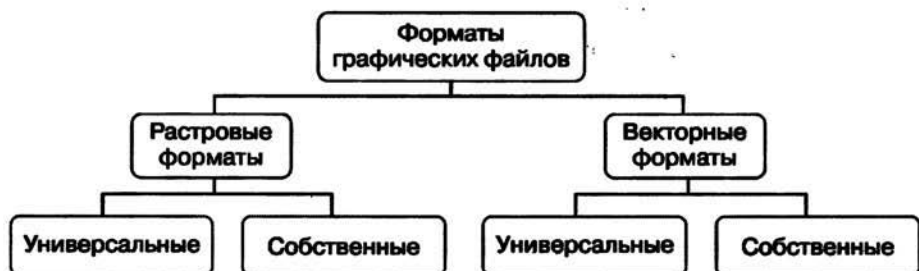 Форматы
графических файлов
Растровые
форматы
Векторные
форматы
Универсальные
Собственные
Универсальные
Собственные